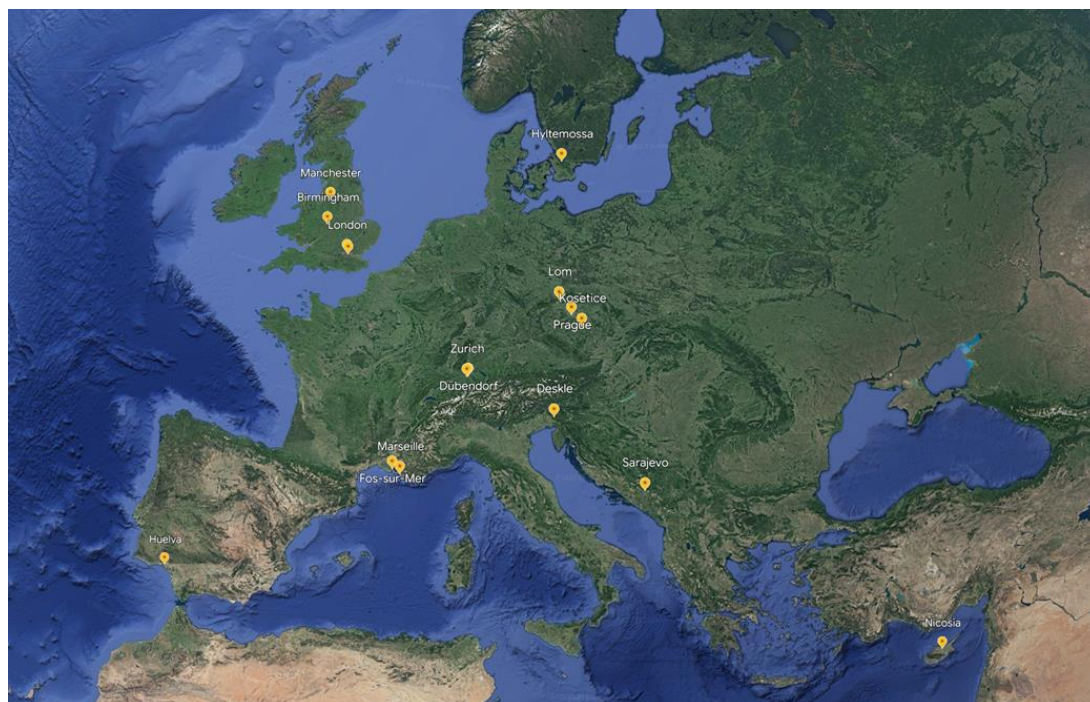 Hyltemossa
Manchester
Birmingham
London
Lom
Kosetice
Prague
Zurich
Dübendorf
Deskle
Marseille
Fos-sur-Mer
Sarajevo
Huelva
Nicosia